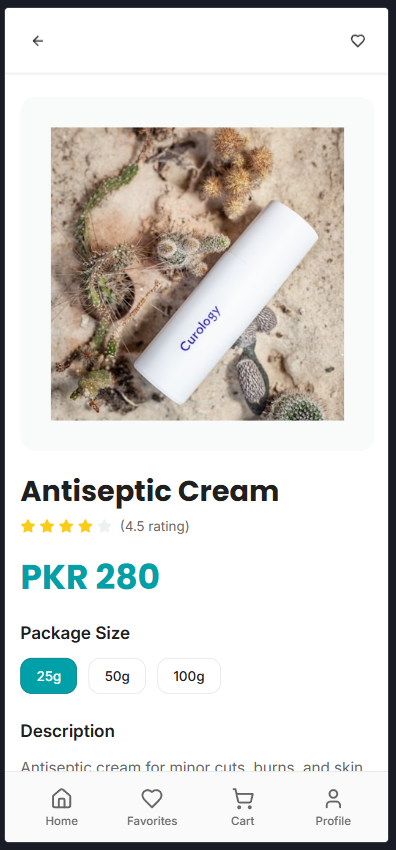 Curology
Antiseptic Cream
(4.5 rating)
PKR 280
Package Size
25g 50g 100g
Description
Antiseptic cream for minor cuts, burns, and skin
Home Favorites Cart Profile